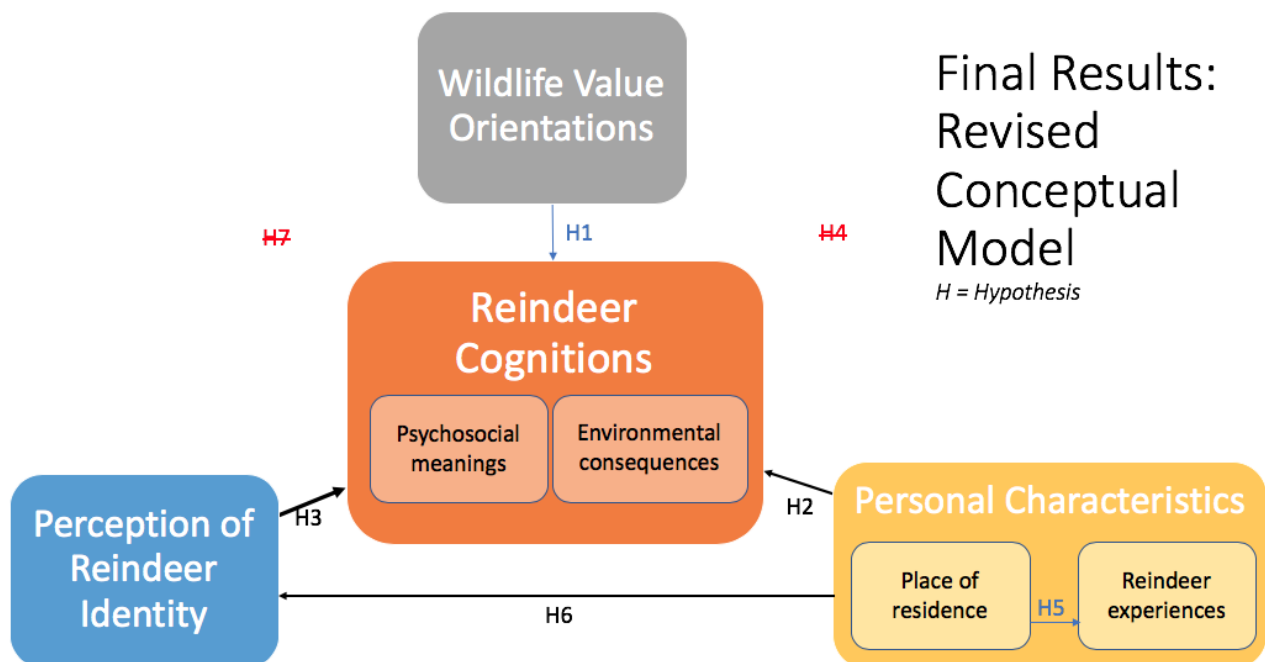 Wildlife Value
Orientations
Final Results:
Revised
Conceptual
Model
H = Hypothesis
H7
H1
H4
Reindeer
Cognitions
Psychosocial
meanings
Environmental
consequences
H3
H2
Perception of
Reindeer
Identity
Personal Characteristics
Place of
residence
H5
Reindeer
experiences
H6